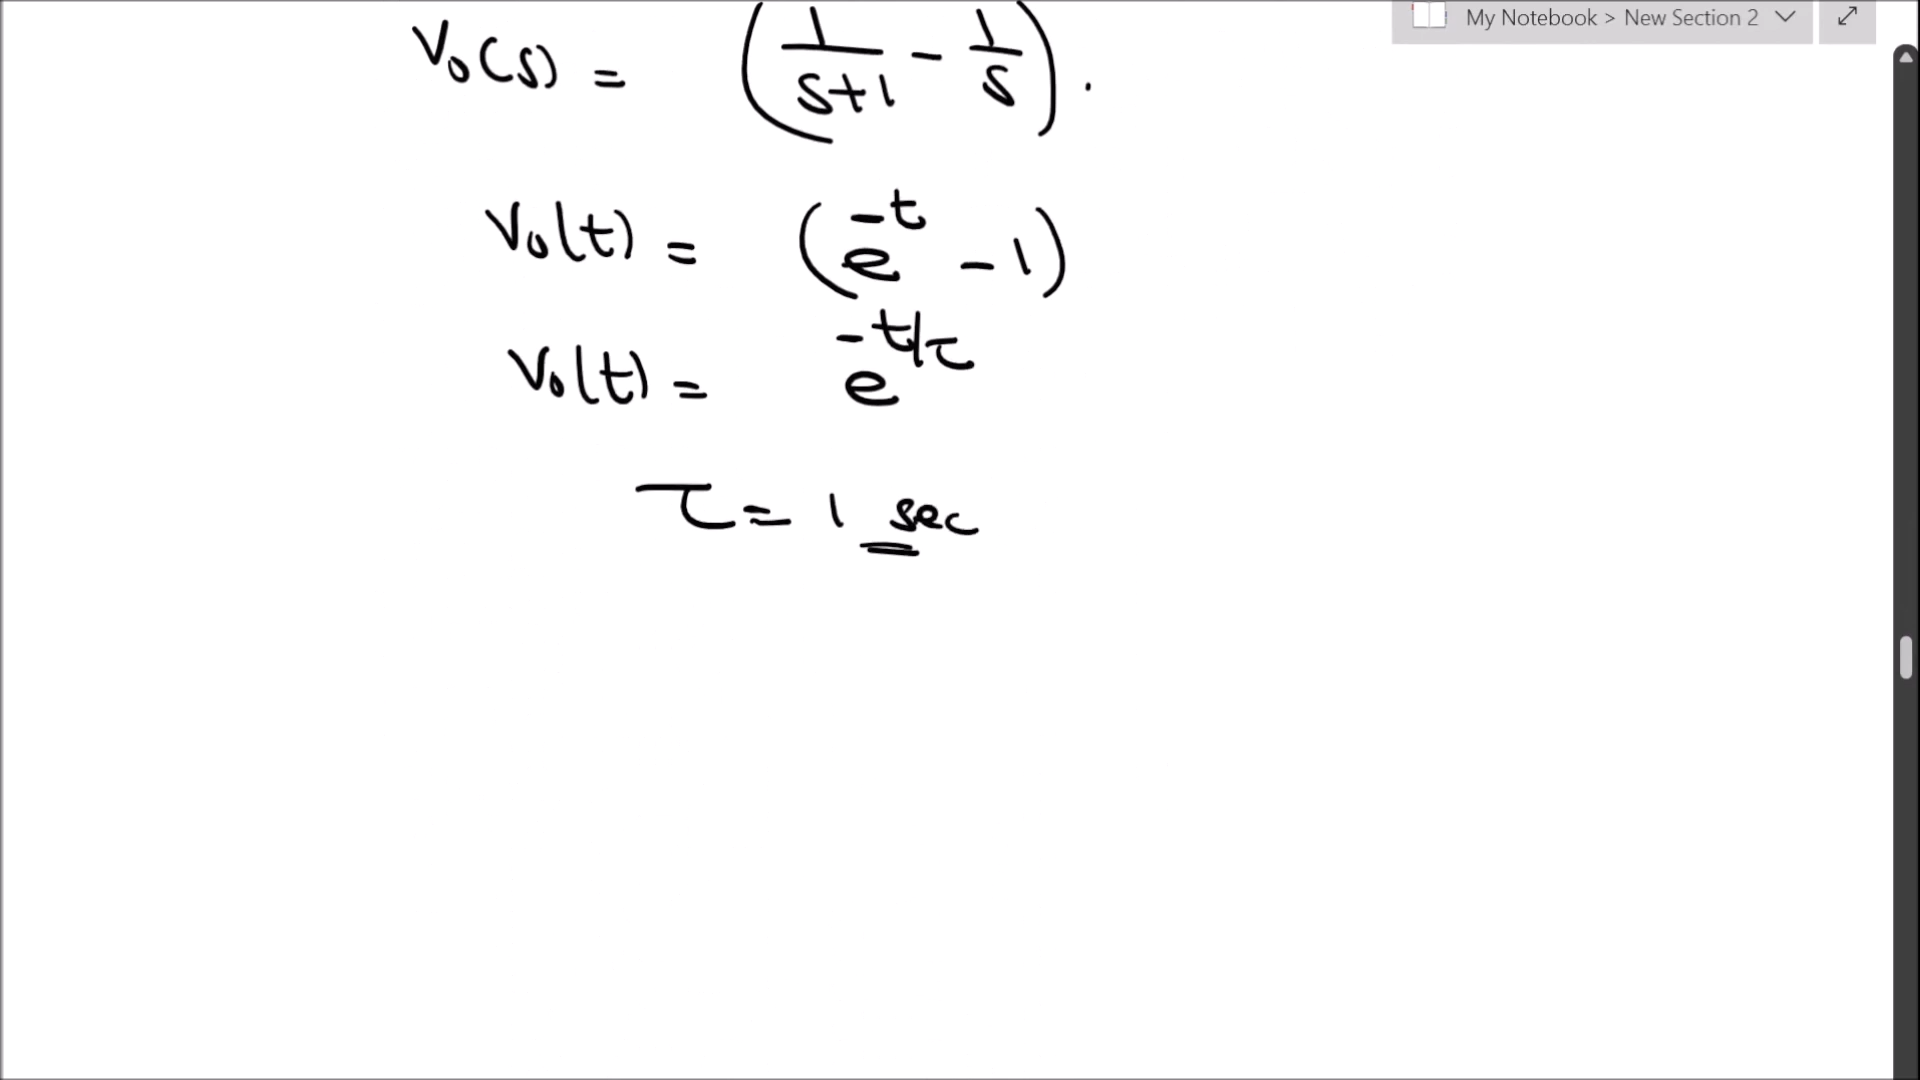 My Notebook > New Section 2
V₀(s) = (1/(s+1) - 1/s).
V₀(t) = (e^(-t) - 1)
V₀(t) = e^(-t/τ)
τ = 1 sec